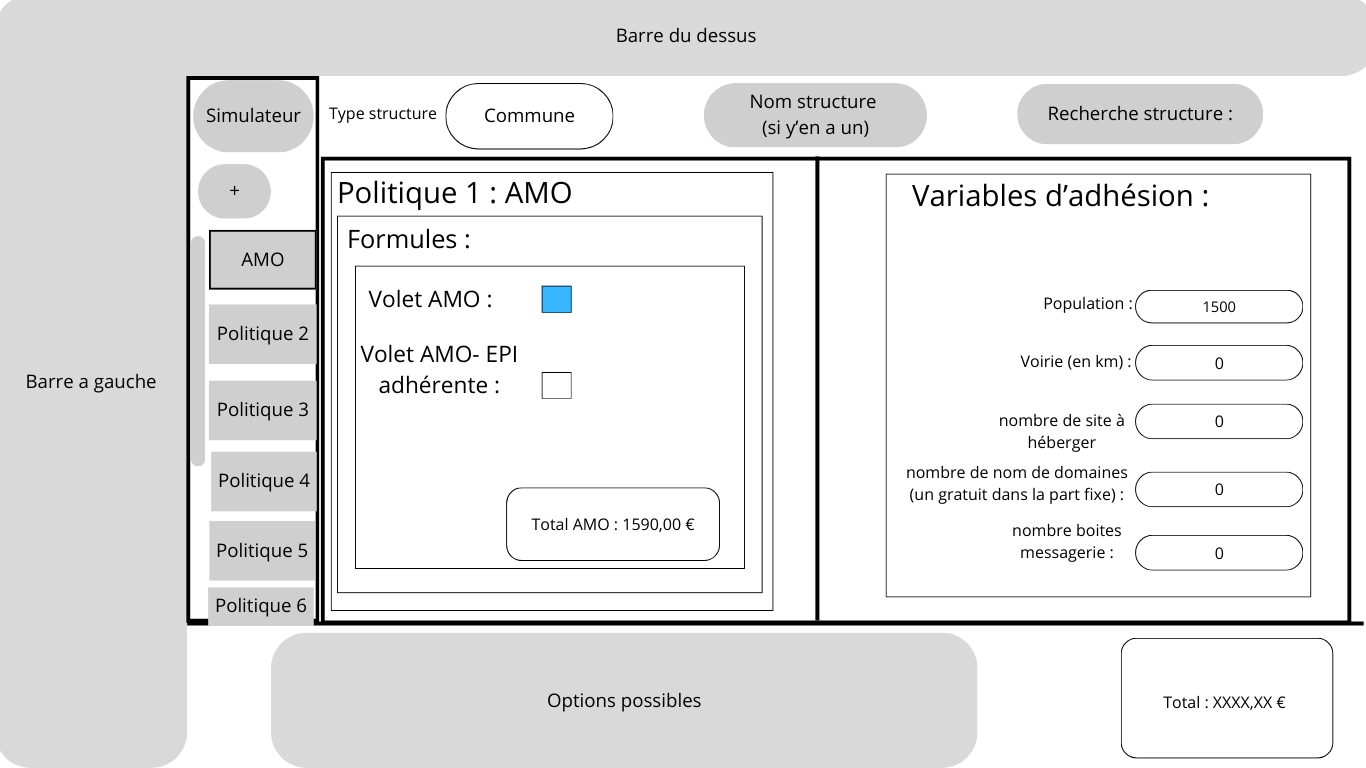 Barre du dessus
Simulateur
Type structure
Commune
Nom structure
(si y’en a un)
Recherche structure :
+
AMO
Politique 2
Politique 3
Politique 4
Politique 5
Politique 6
Barre a gauche
Politique 1 : AMO
Formules :
Volet AMO :
Volet AMO- EPI
adhérente :
Total AMO : 1590,00 €
Variables d’adhésion :
Population :
1500
Voirie (en km) :
0
nombre de site à
héberger
0
nombre de nom de domaines
(un gratuit dans la part fixe) :
0
nombre boites
messagerie :
0
Options possibles
Total : XXXX,XX €